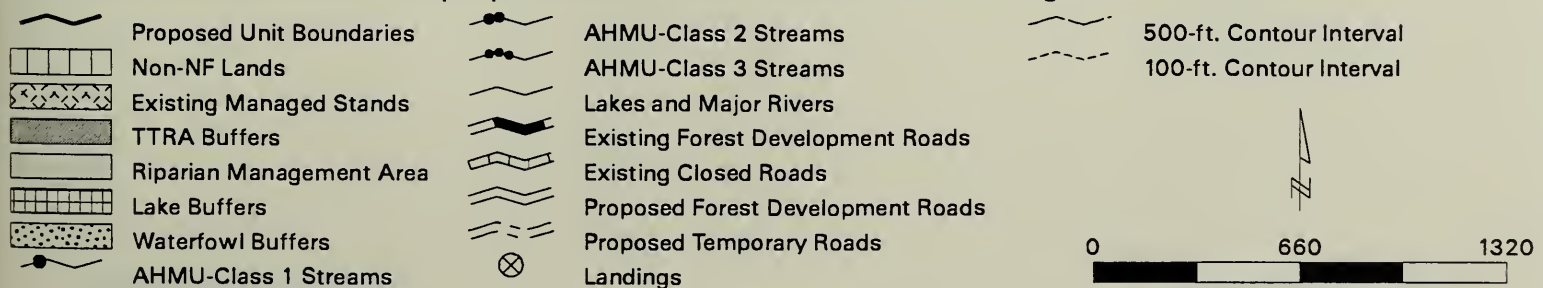 Proposed Unit Boundaries
Non-NF Lands
Existing Managed Stands
TTRA Buffers
Riparian Management Area
Lake Buffers
Waterfowl Buffers
AHMU-Class 1 Streams
AHMU-Class 2 Streams
AHMU-Class 3 Streams
Lakes and Major Rivers
Existing Forest Development Roads
Existing Closed Roads
Proposed Forest Development Roads
Proposed Temporary Roads
Landings
500-ft. Contour Interval
100-ft. Contour Interval
N
0 660 1320